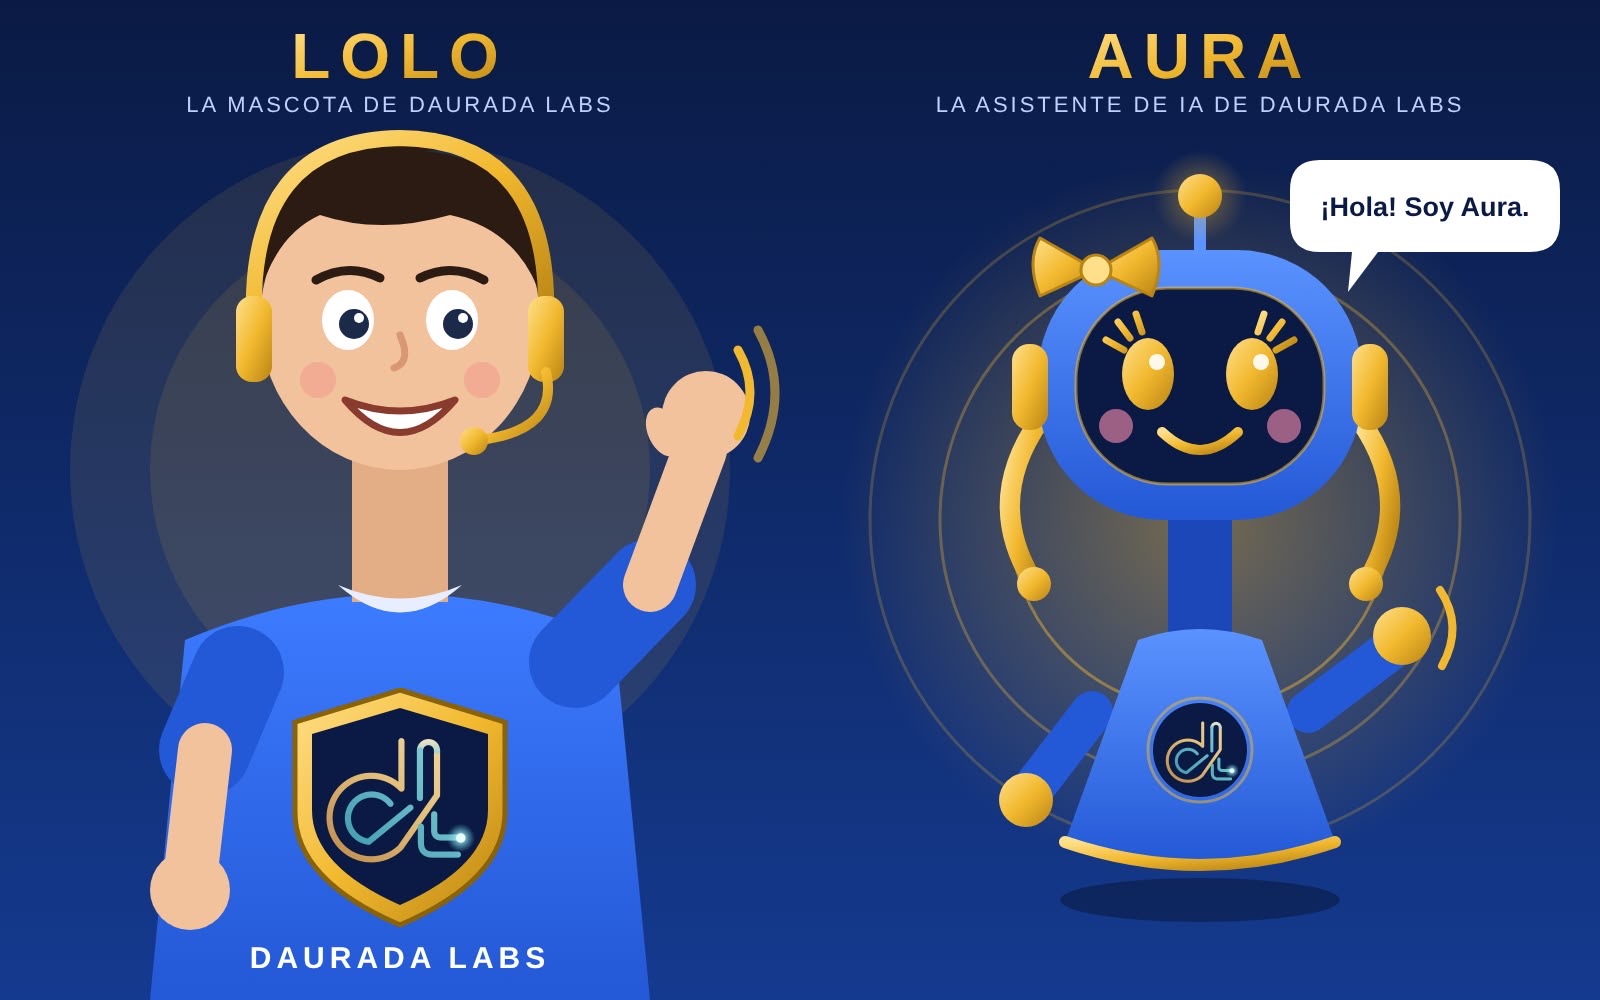 LOLO
LA MASCOTA DE DAURADA LABS
AURA
LA ASISTENTE DE IA DE DAURADA LABS
¡Hola! Soy Aura.
DAURADA LABS